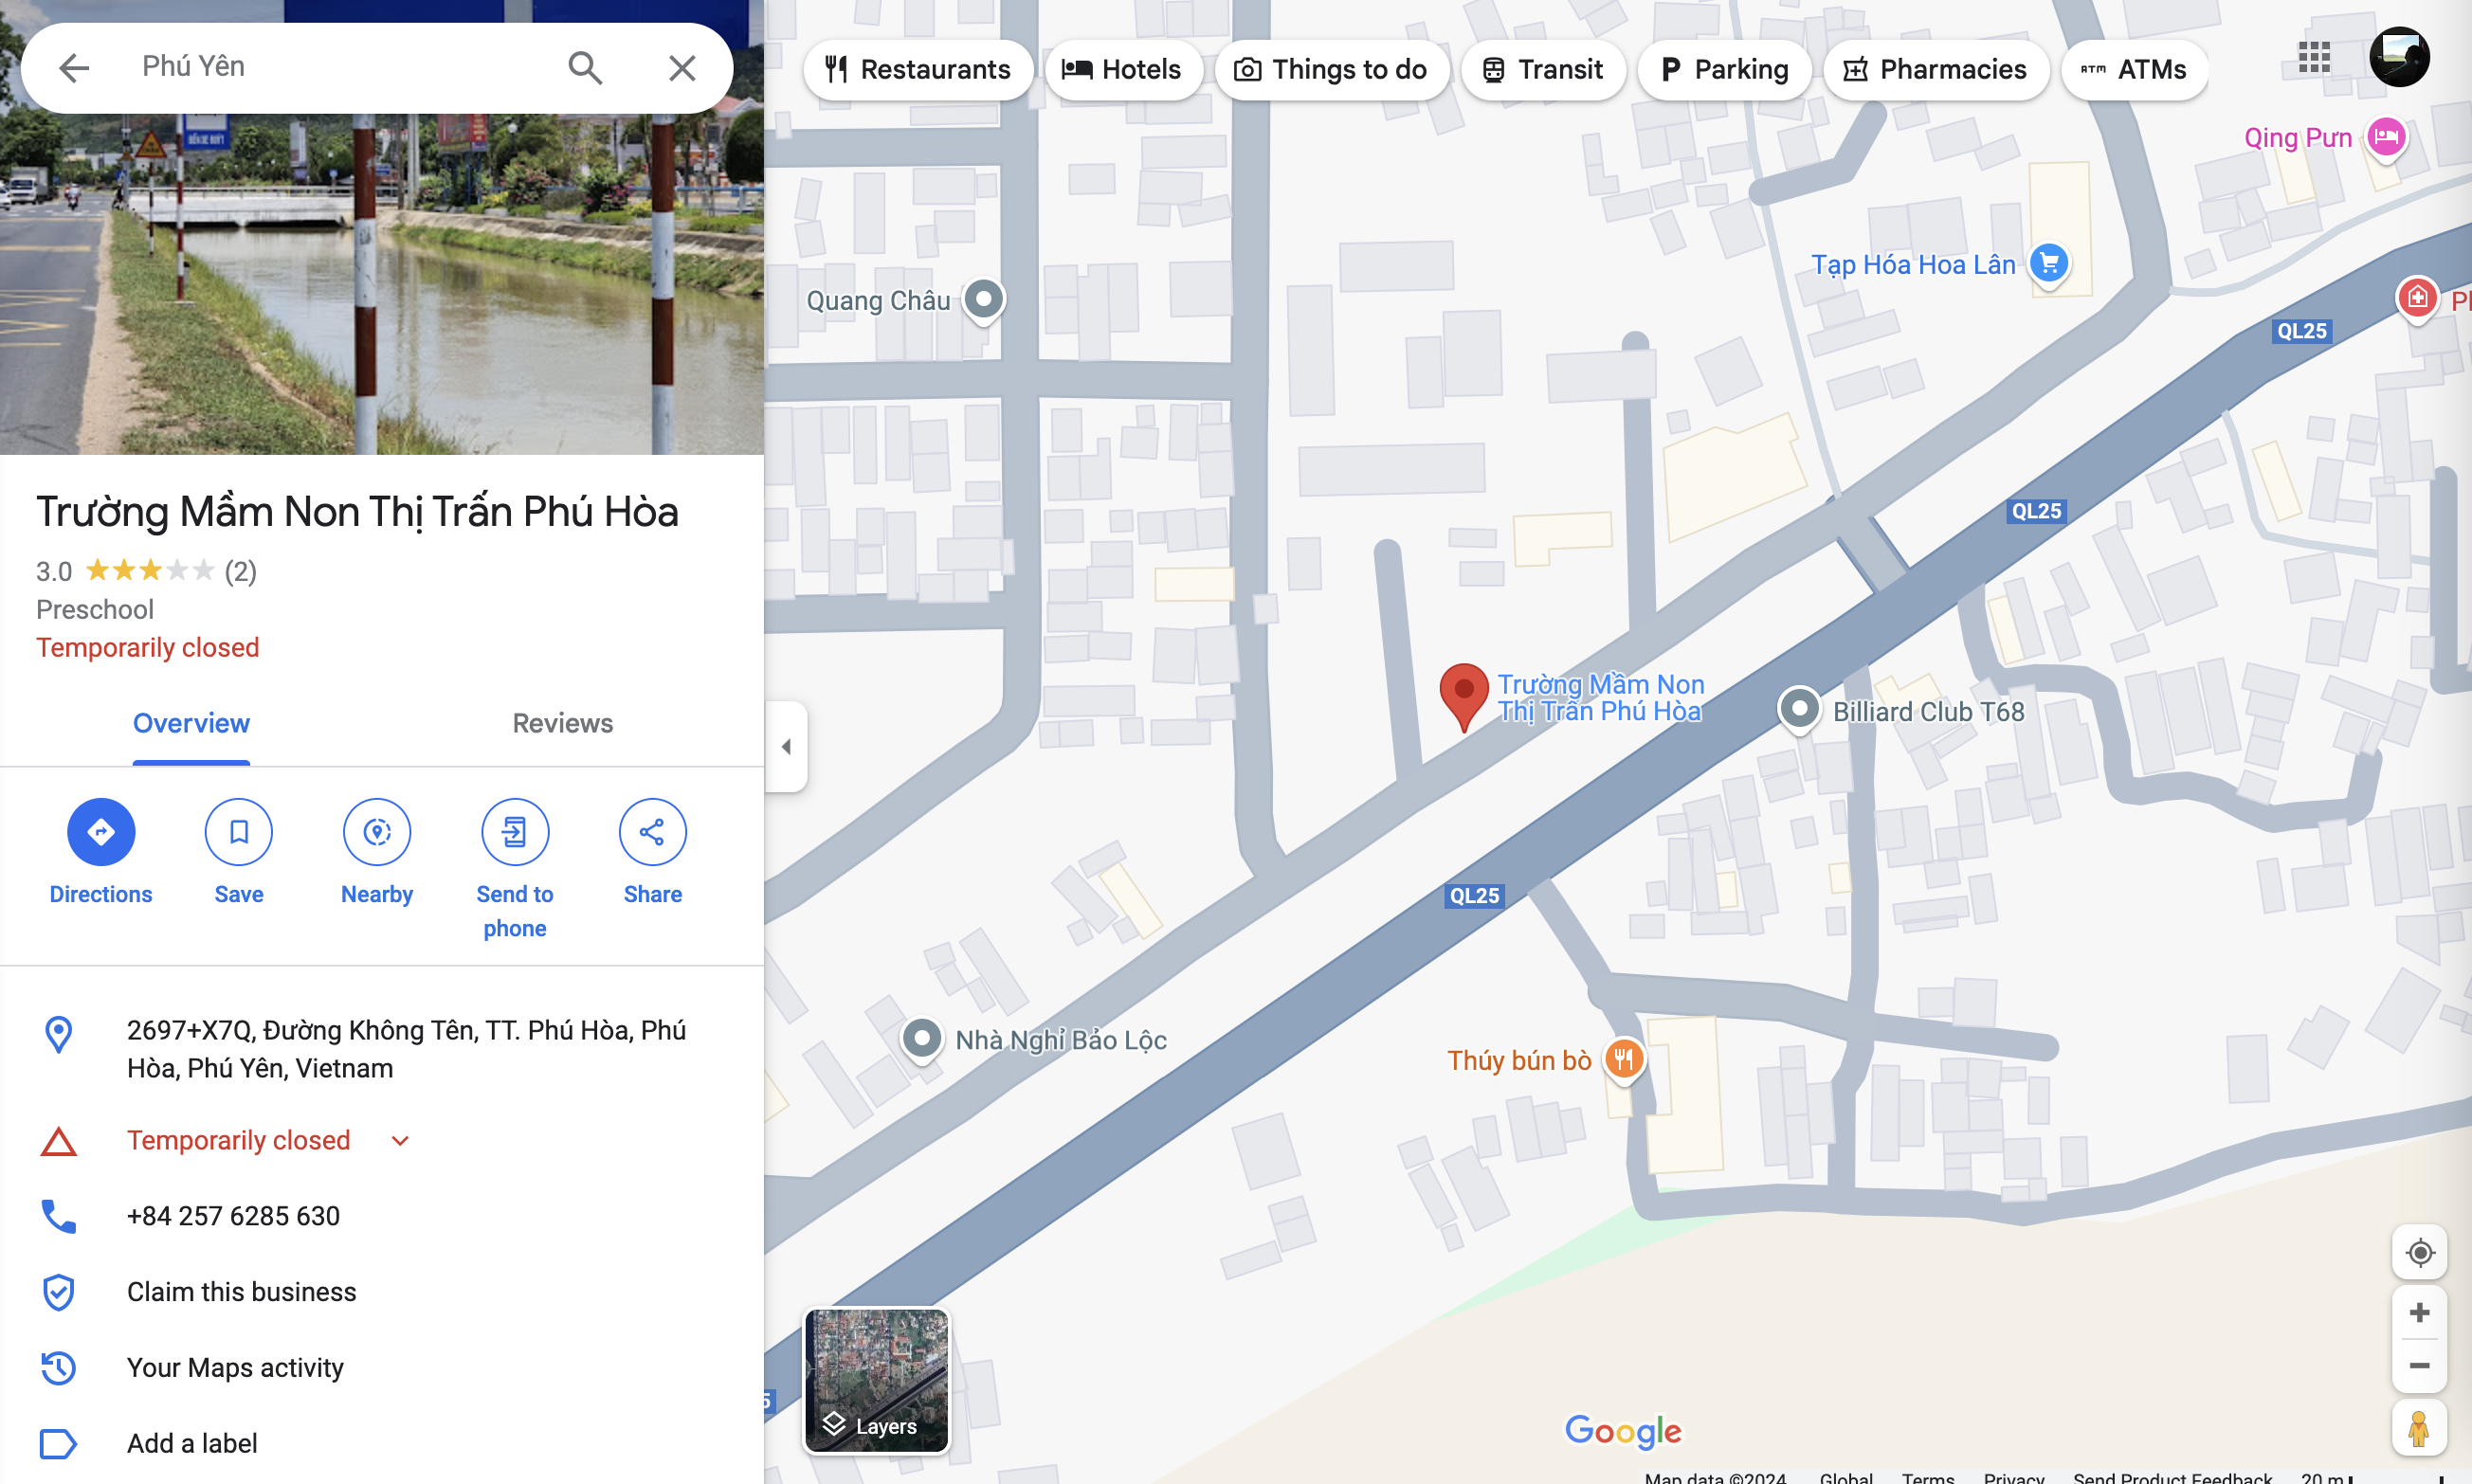 Phú Yên
Restaurants
Hotels
Things to do
Transit
Parking
Pharmacies
ATM ATMs
Trường Mầm Non Thị Trấn Phú Hòa
3.0 (2)
Preschool
Temporarily closed
Overview
Reviews
Directions
Save
Nearby
Send to
phone
Share
2697+X7Q, Đường Không Tên, TT. Phú Hòa, Phú
Hòa, Phú Yên, Vietnam
Temporarily closed
+84 257 6285 630
Claim this business
Your Maps activity
Add a label
Qing Pưn
Tạp Hóa Hoa Lân
Quang Châu
QL25
QL25
Trường Mầm Non
Thị Trấn Phú Hòa
Billiard Club T68
QL25
Nhà Nghỉ Bảo Lộc
Thúy bún bò
Layers
Google
Map data ©2024
Global
Terms
Privacy
Send Product Feedback
20 m